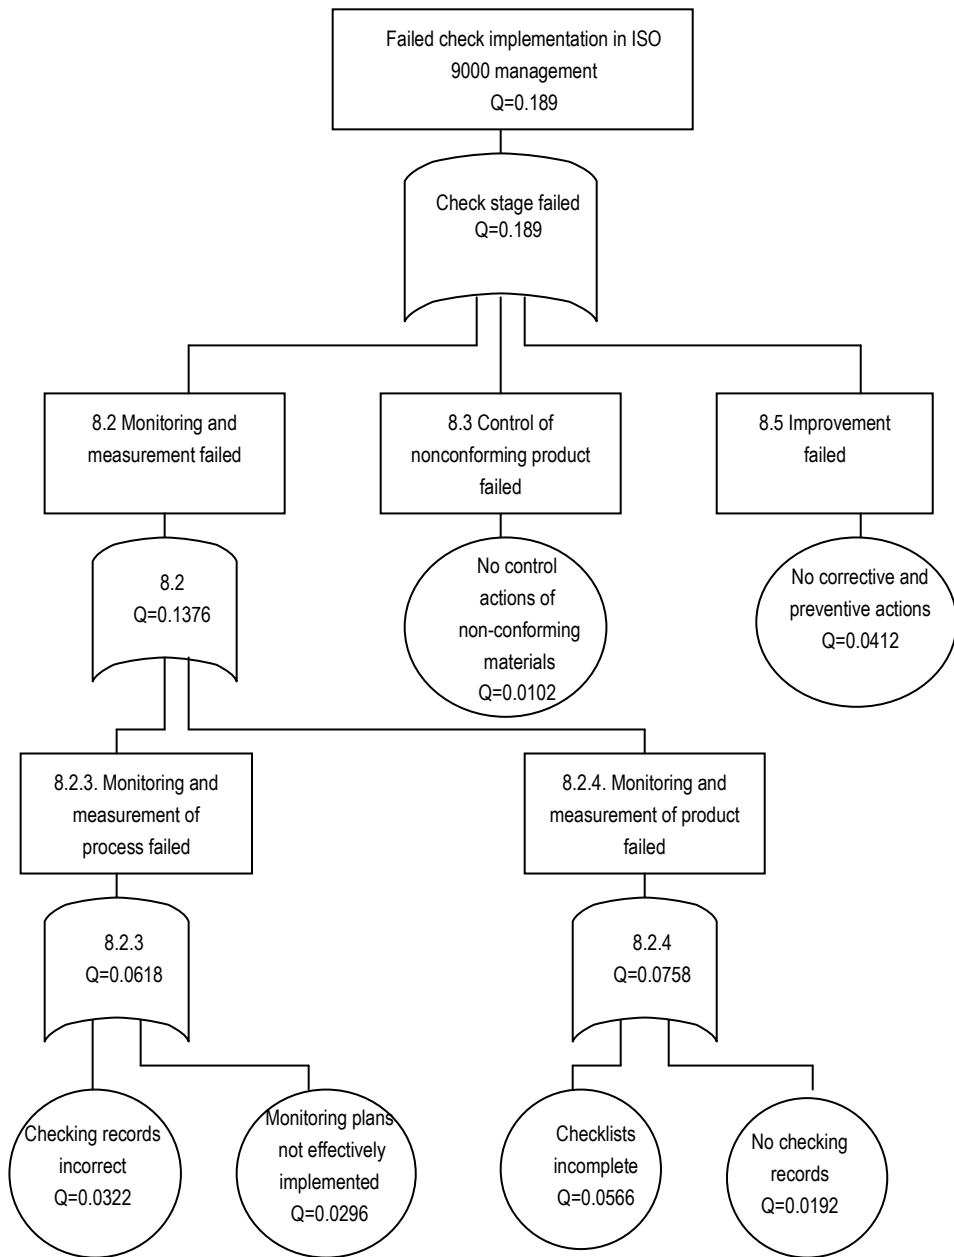 Failed check implementation in ISO
9000 management
Q=0.189
Check stage failed
Q=0.189
8.2 Monitoring and
measurement failed
8.3 Control of
nonconforming product
failed
8.5 Improvement
failed
8.2
Q=0.1376
No control
actions of
non-conforming
materials
Q=0.0102
No corrective and
preventive actions
Q=0.0412
8.2.3. Monitoring and
measurement of
process failed
8.2.4. Monitoring and
measurement of product
failed
8.2.3
Q=0.0618
8.2.4
Q=0.0758
Checking records
incorrect
Q=0.0322
Monitoring plans
not effectively
implemented
Q=0.0296
Checklists
incomplete
Q=0.0566
No checking
records
Q=0.0192